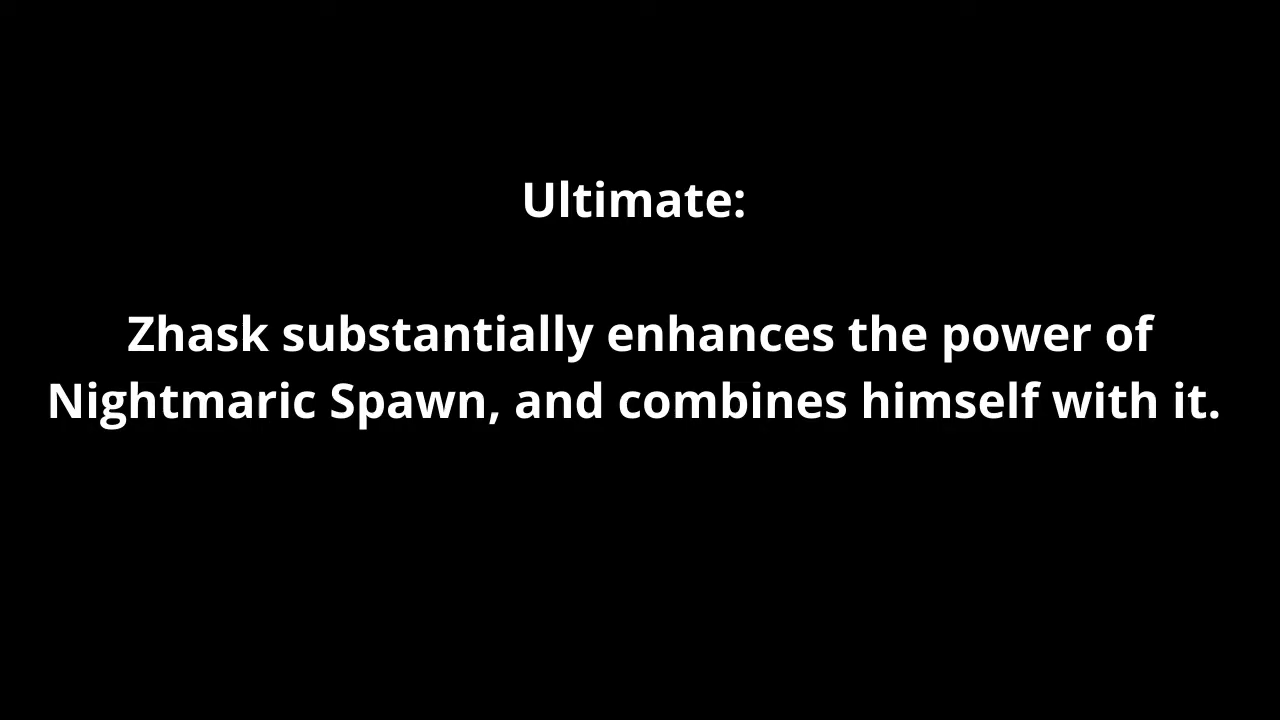 Ultimate:
Zhask substantially enhances the power of
Nightmaric Spawn, and combines himself with it.